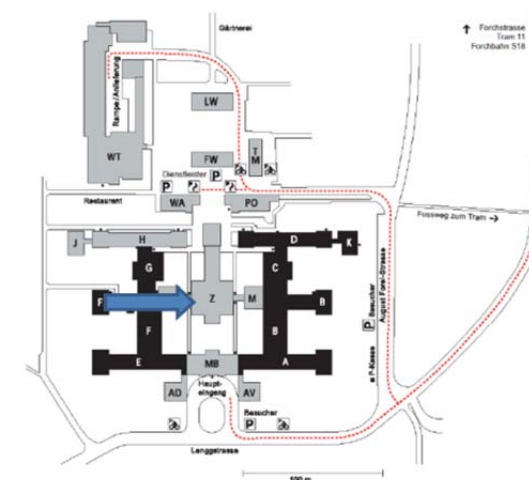 Gärtnerei
Forchstrasse
Tram 11
Forchbahn S18
Rampe/Anlieferung
LW
WT
FW
T
M
Dienstleister P
P
Restaurant
WA
PO
Fussweg zum Tram
J
H
D
K
G
C
F
Z
M
B
F
B
August Forel-Strasse
P Besucher
P-Kasse
E
MB
A
AD
Haupt-
eingang
AV
Besucher
P
Lenggstrasse